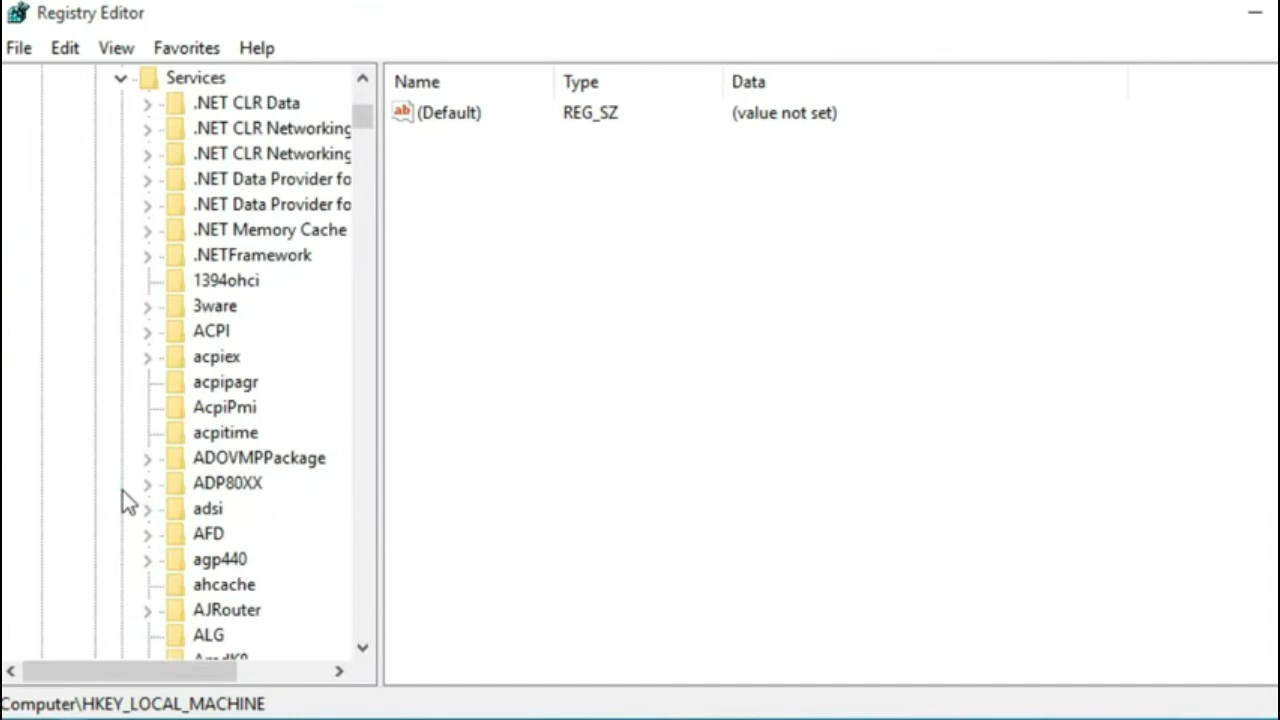 Registry Editor
File Edit View Favorites Help
Services
.NET CLR Data
.NET CLR Networking
.NET CLR Networking
.NET Data Provider fo
.NET Data Provider fo
.NET Memory Cache
.NETFramework
1394ohci
3ware
ACPI
acpiex
acpipagr
AcpiPmi
acpitime
ADOVMPPackage
ADP80XX
adsi
AFD
agp440
ahcache
AJRouter
ALG
Name Type Data
ab (Default) REG_SZ (value not set)
Computer\HKEY_LOCAL_MACHINE